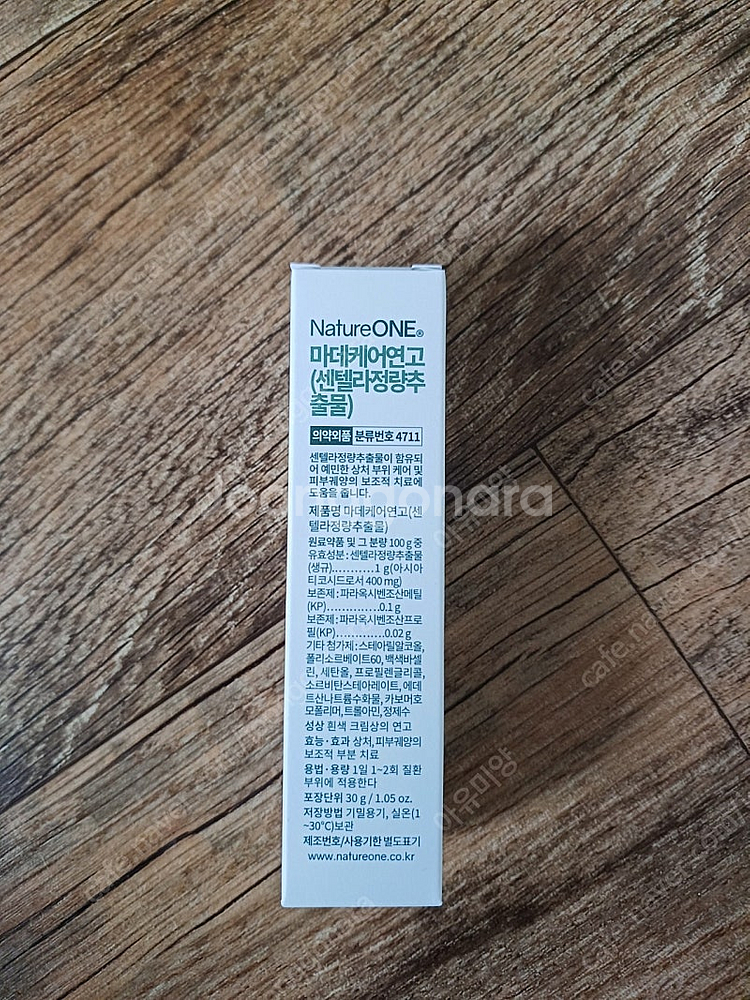 NatureONE®
마데케어연고
(센텔라정량추
출물)
의약외품 분류번호 4711
센텔라정량추출물이 함유되
어 예민한 상처 부위 케어 및
피부궤양의 보조적 치료에
도움을 줍니다.
제품명 마데케어연고(센
텔라정량추출물)
원료약품 및 그 분량 100 g 중
유효성분 : 센텔라정량추출물
(생규)...........1 g(아시아
티코시드로서 400 mg)
보존제 : 파라옥시벤조산메틸
(KP)..............0.1 g
보존제 : 파라옥시벤조산프로
필(KP).............0.02 g
기타 첨가제 : 스테아릴알코올,
폴리소르베이트60, 백색바셀
린, 세탄올, 프로필렌글리콜,
소르비탄스테아레이트, 에데
트산나트륨수화물, 카보머호
모폴리머, 트롤아민, 정제수
성상 흰색 크림상의 연고
효능·효과 상처, 피부궤양의
보조적 부분 치료
용법·용량 1일 1~2회 질환
부위에 적용한다
포장단위 30 g / 1.05 oz.
저장방법 기밀용기, 실온(1
~30℃)보관
제조번호/사용기한 별도표기
www.natureone.co.kr
Joonggonara